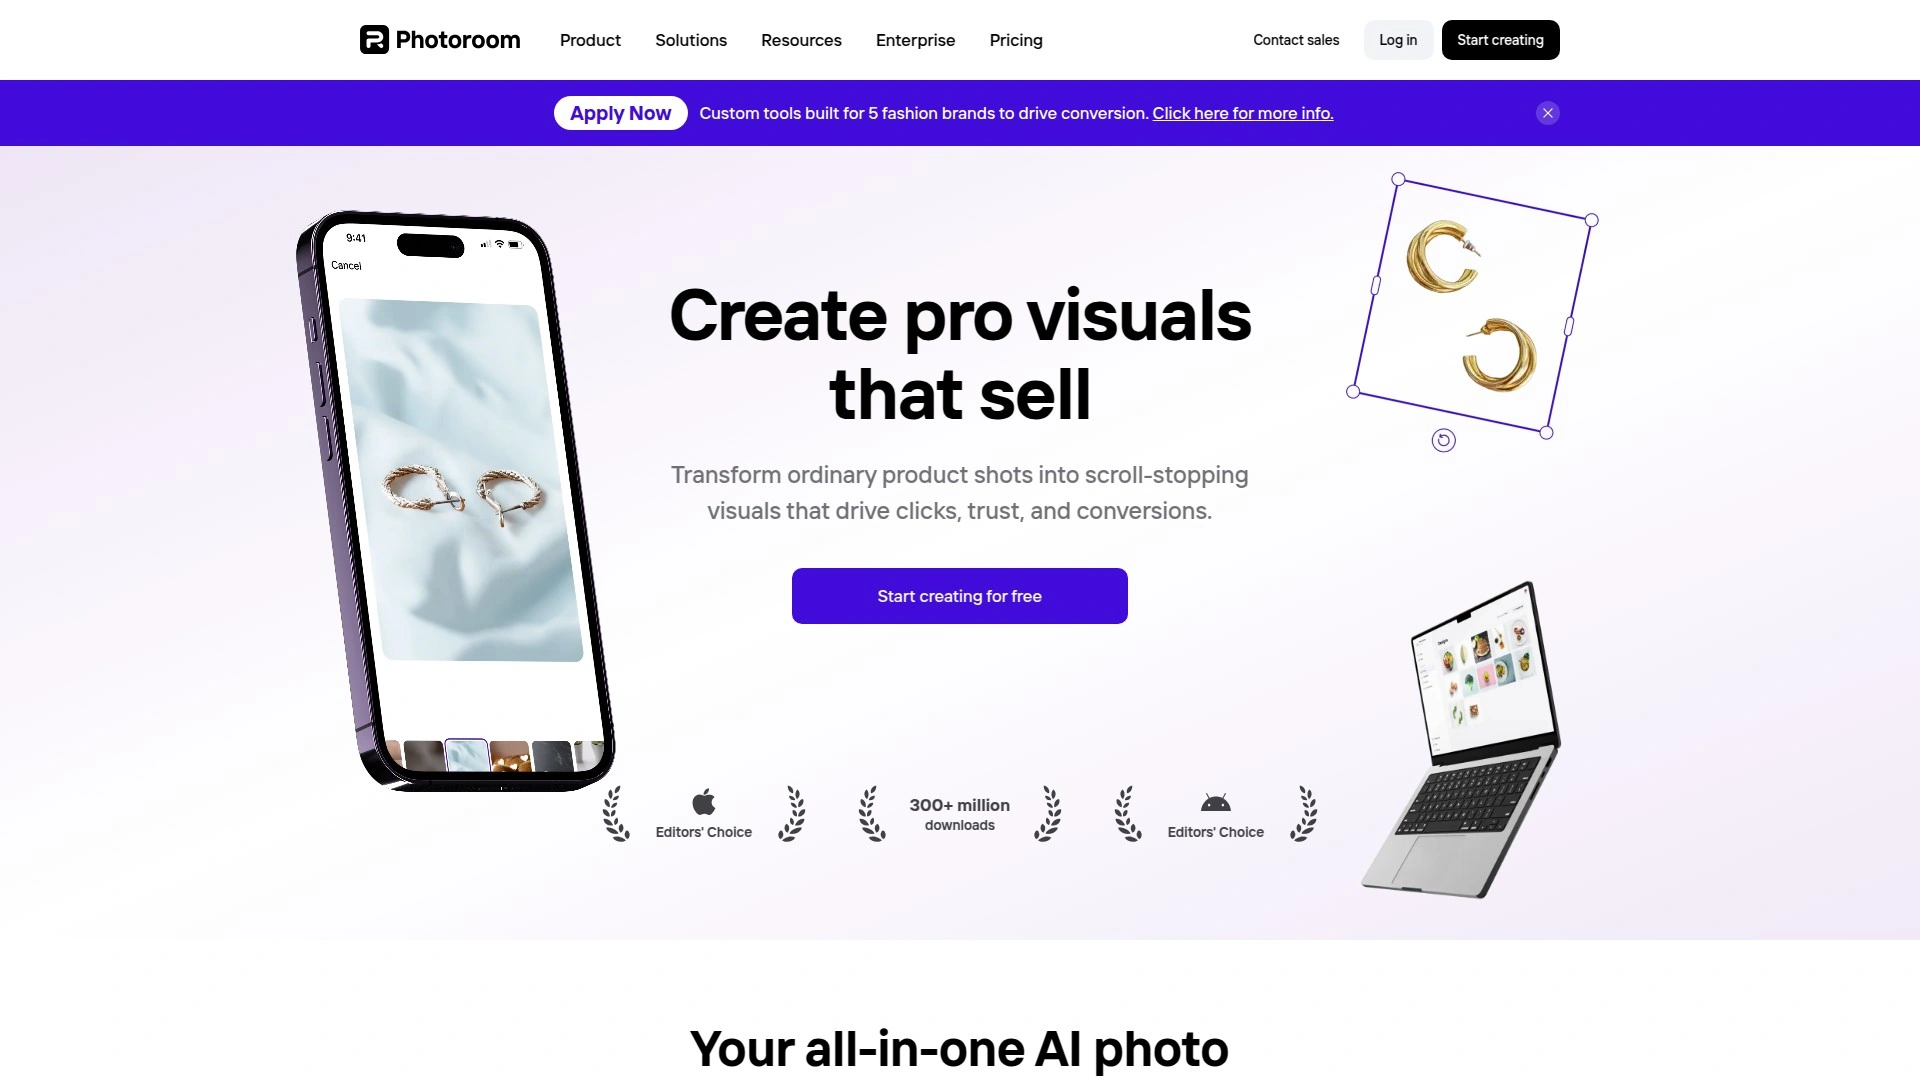 Photoroom
Product
Solutions
Resources
Enterprise
Pricing
Contact sales
Log in
Start creating
Apply Now
Custom tools built for 5 fashion brands to drive conversion. Click here for more info.
9:41
Cancel
Create pro visuals
that sell
Transform ordinary product shots into scroll-stopping
visuals that drive clicks, trust, and conversions.
Start creating for free
Editors' Choice
300+ million
downloads
Editors' Choice
Your all-in-one AI photo